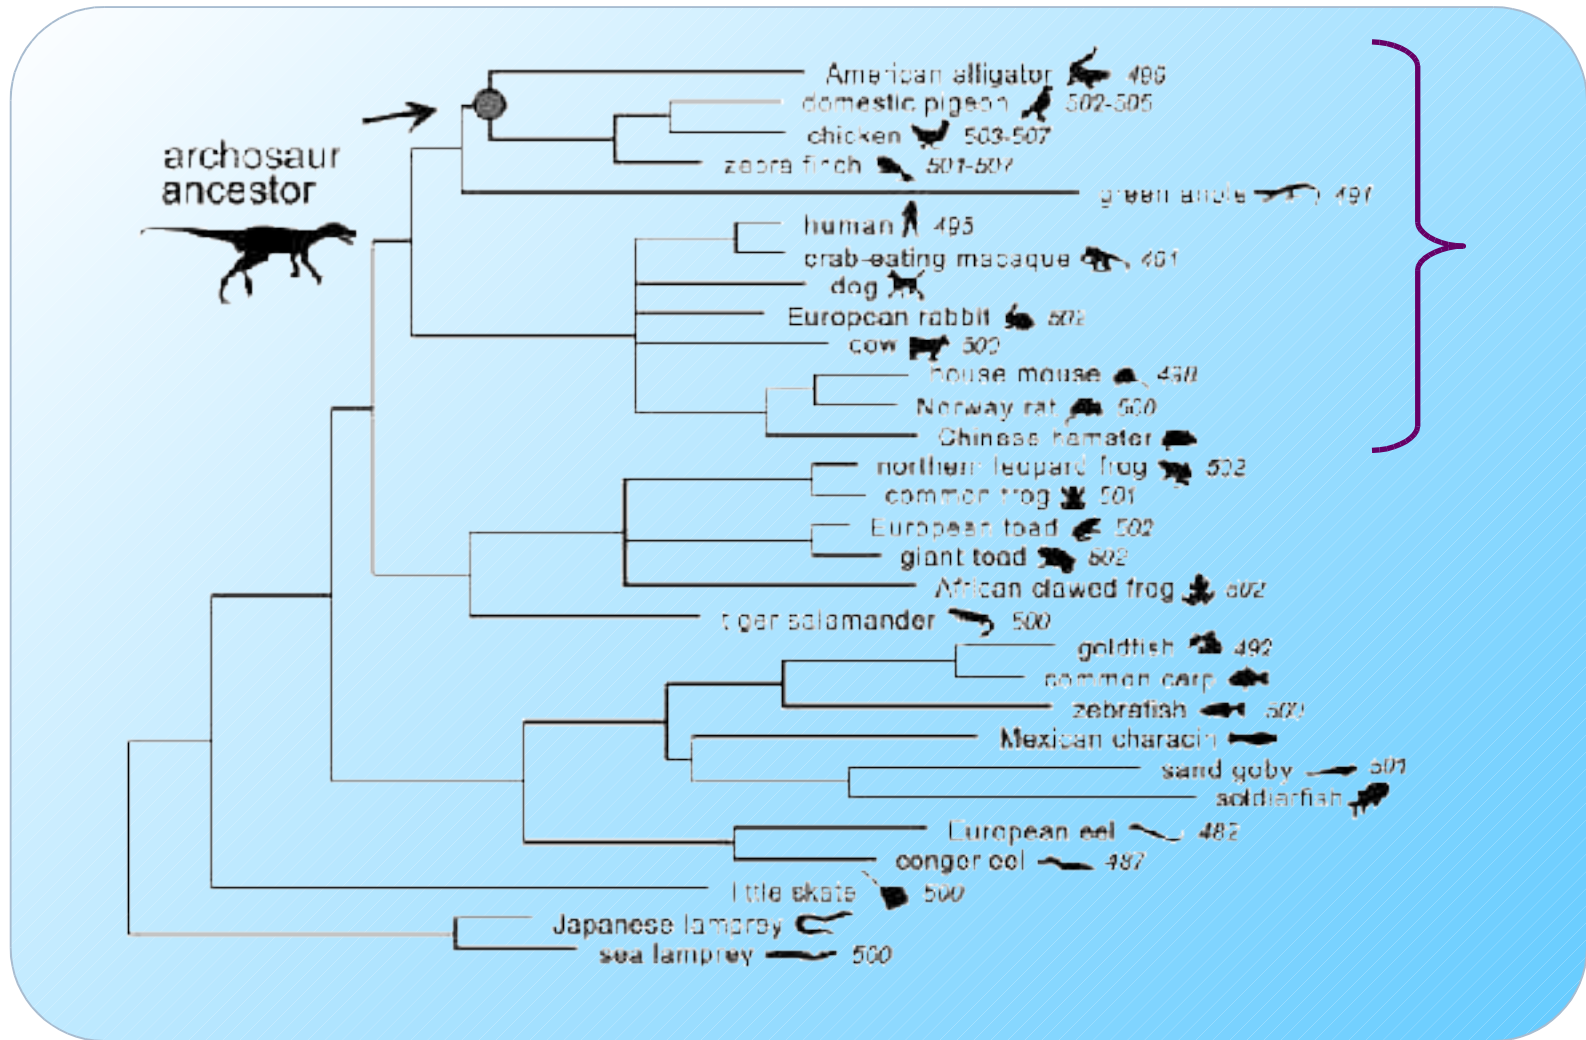 archosaur
ancestor
American alligator 495
domestic pigeon 502-505
chicken 503-507
zebra finch 501-507
green anole 491
human 495
crab-eating macaque 461
dog
European rabbit 502
cow 500
house mouse 498
Norway rat 500
Chinese hamster
northern leopard frog 502
common frog 501
European toad 502
giant toad 502
African clawed frog 502
tiger salamander 500
goldfish 492
common carp
zebrafish 500
Mexican characin
sand goby 501
soldiarfish
European eel 482
conger eel 487
little skate 500
Japanese lamprey
sea lamprey 500